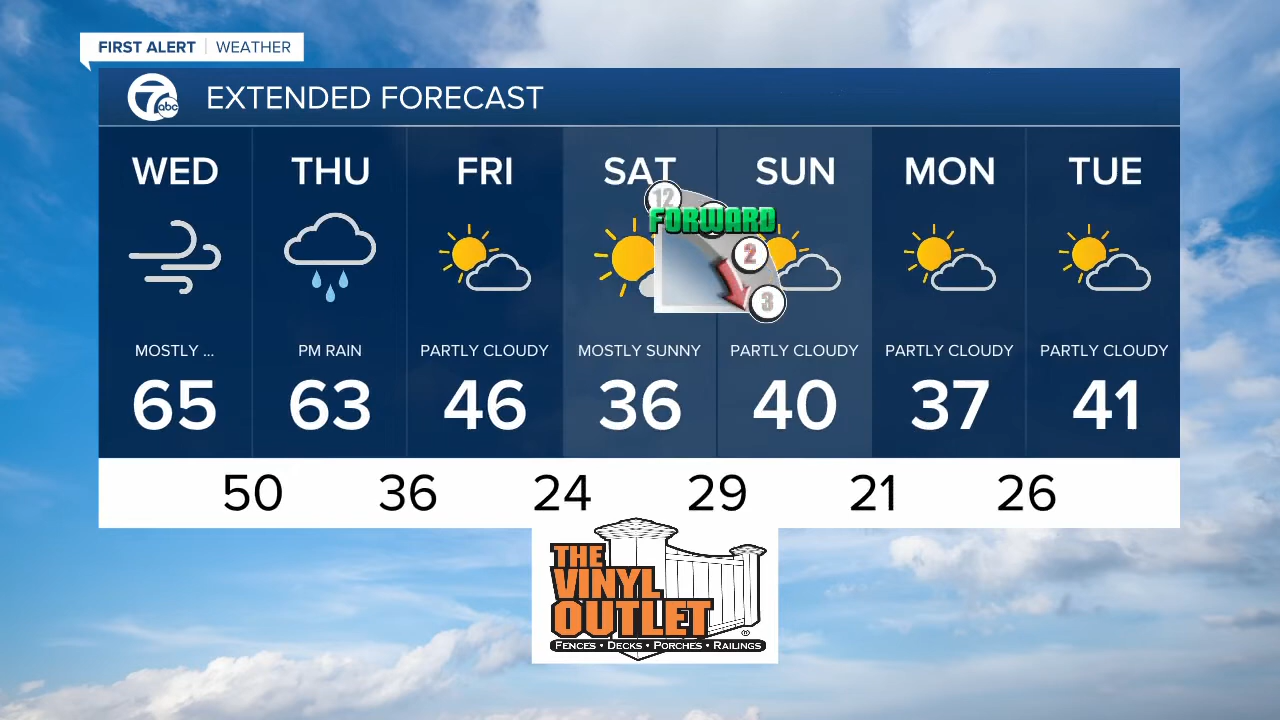 FIRST ALERT | WEATHER
7 abc EXTENDED FORECAST
WED THU FRI SAT SUN MON TUE
12
FORWARD
2
3
MOSTLY ... PM RAIN PARTLY CLOUDY MOSTLY SUNNY PARTLY CLOUDY PARTLY CLOUDY PARTLY CLOUDY
65 63 46 36 40 37 41
50 36 24 29 21 26
THE
VINYL
OUTLET®
FENCES • DECKS • PORCHES • RAILINGS